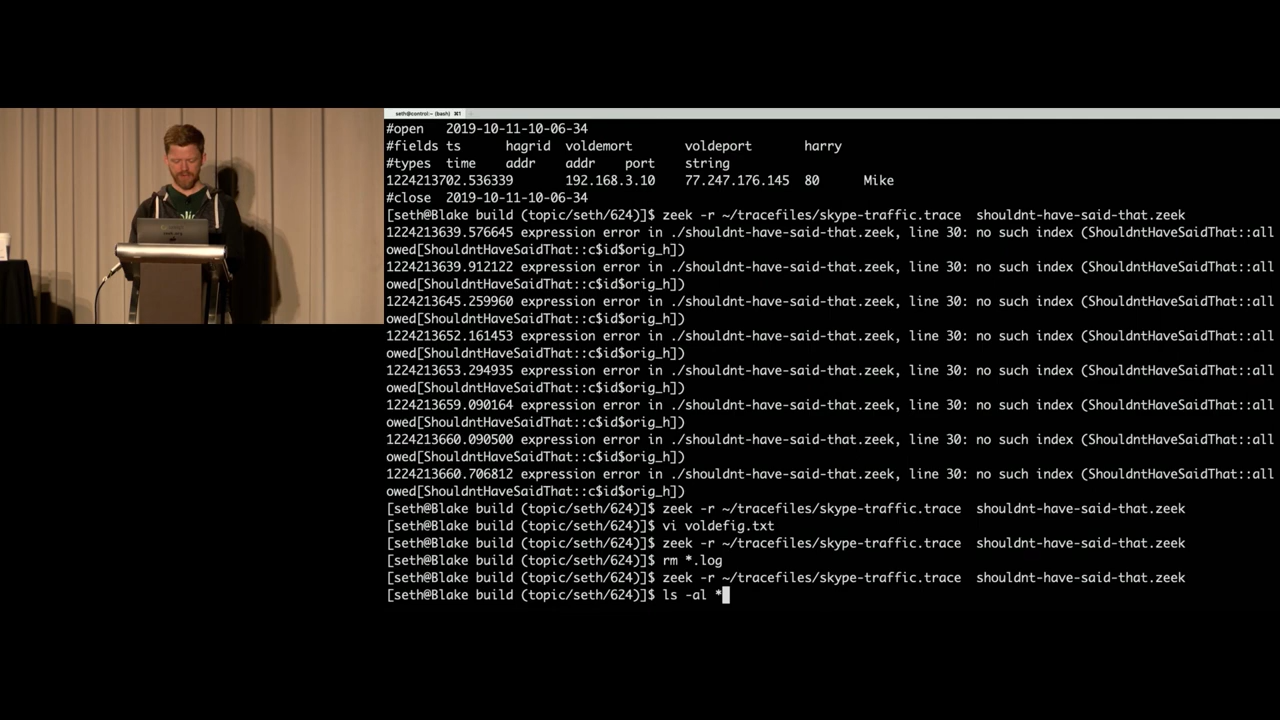 seth@control:~ (bash) ⌘1
#open 2019-10-11-10-06-34
#fields ts hagrid voldemort voldeport harry
#types time addr addr port string
1224213702.536339 192.168.3.10 77.247.176.145 80 Mike
#close 2019-10-11-10-06-34
[seth@Blake build (topic/seth/624)]$ zeek -r ~/tracefiles/skype-traffic.trace shouldnt-have-said-that.zeek
1224213639.576645 expression error in ./shouldnt-have-said-that.zeek, line 30: no such index (ShouldntHaveSaidThat::all
owed[ShouldntHaveSaidThat::c$id$orig_h])
1224213639.912122 expression error in ./shouldnt-have-said-that.zeek, line 30: no such index (ShouldntHaveSaidThat::all
owed[ShouldntHaveSaidThat::c$id$orig_h])
1224213645.259960 expression error in ./shouldnt-have-said-that.zeek, line 30: no such index (ShouldntHaveSaidThat::all
owed[ShouldntHaveSaidThat::c$id$orig_h])
1224213652.161453 expression error in ./shouldnt-have-said-that.zeek, line 30: no such index (ShouldntHaveSaidThat::all
owed[ShouldntHaveSaidThat::c$id$orig_h])
1224213653.294935 expression error in ./shouldnt-have-said-that.zeek, line 30: no such index (ShouldntHaveSaidThat::all
owed[ShouldntHaveSaidThat::c$id$orig_h])
1224213659.090164 expression error in ./shouldnt-have-said-that.zeek, line 30: no such index (ShouldntHaveSaidThat::all
owed[ShouldntHaveSaidThat::c$id$orig_h])
1224213660.090500 expression error in ./shouldnt-have-said-that.zeek, line 30: no such index (ShouldntHaveSaidThat::all
owed[ShouldntHaveSaidThat::c$id$orig_h])
1224213660.706812 expression error in ./shouldnt-have-said-that.zeek, line 30: no such index (ShouldntHaveSaidThat::all
owed[ShouldntHaveSaidThat::c$id$orig_h])
[seth@Blake build (topic/seth/624)]$ zeek -r ~/tracefiles/skype-traffic.trace shouldnt-have-said-that.zeek
[seth@Blake build (topic/seth/624)]$ vi voldefig.txt
[seth@Blake build (topic/seth/624)]$ zeek -r ~/tracefiles/skype-traffic.trace shouldnt-have-said-that.zeek
[seth@Blake build (topic/seth/624)]$ rm *.log
[seth@Blake build (topic/seth/624)]$ zeek -r ~/tracefiles/skype-traffic.trace shouldnt-have-said-that.zeek
[seth@Blake build (topic/seth/624)]$ ls -al *